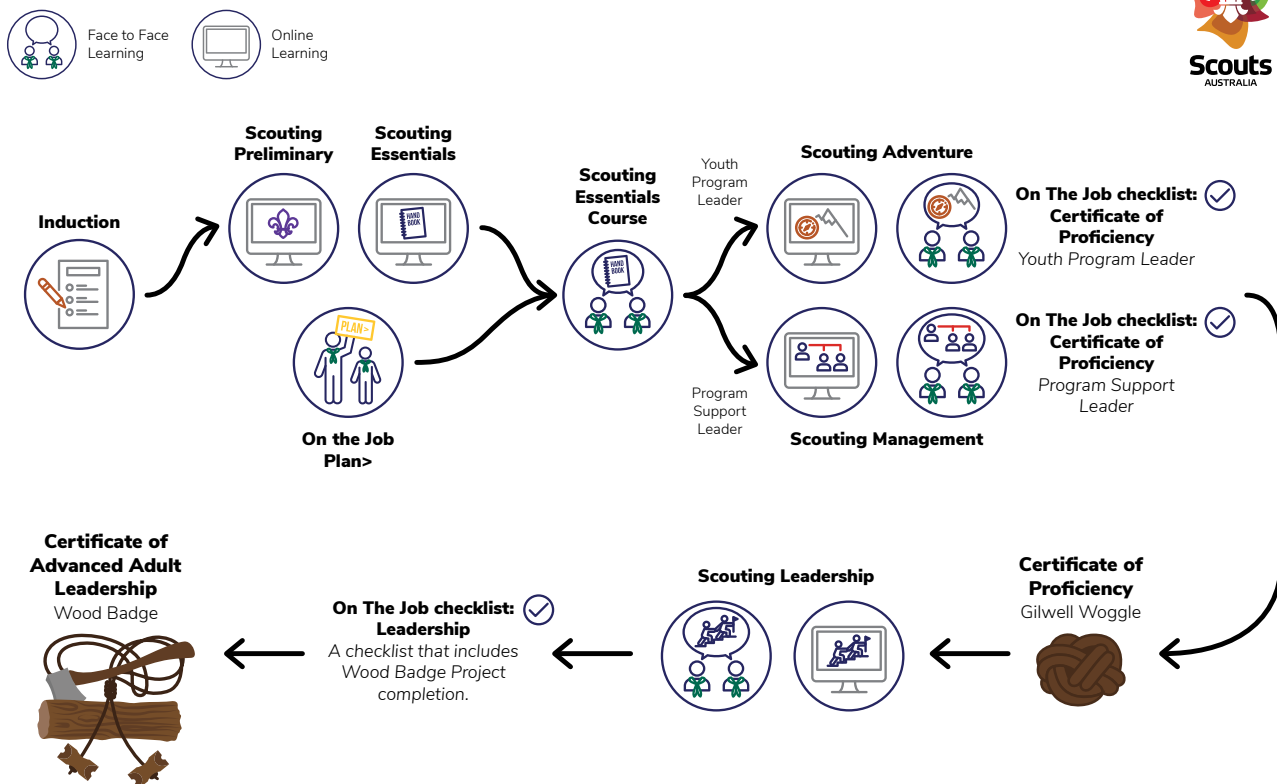 Face to Face
Learning
Online
Learning
Scouts
AUSTRALIA
Induction
Scouting
Preliminary
Scouting
Essentials
HAND
BOOK
PLAN>
On the Job
Plan>
Scouting
Essentials
Course
HAND
BOOK
Youth
Program
Leader
Program
Support
Leader
Scouting Adventure
On The Job checklist:
Certificate of
Proficiency
Youth Program Leader
On The Job checklist:
Certificate of
Proficiency
Program Support
Leader
Scouting Management
Certificate of
Proficiency
Gilwell Woggle
Scouting Leadership
On The Job checklist:
Leadership
A checklist that includes
Wood Badge Project
completion.
Certificate of
Advanced Adult
Leadership
Wood Badge